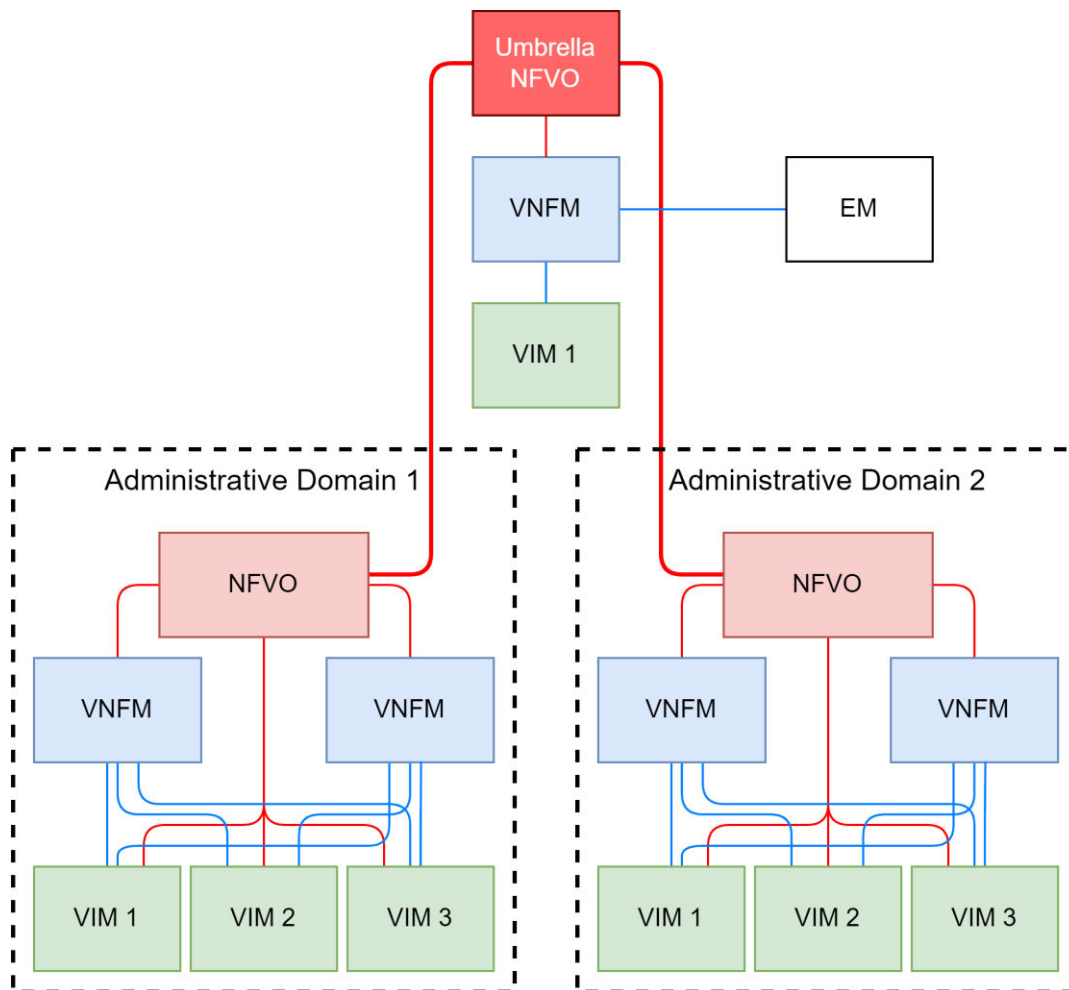 Umbrella
NFVO
VNFM
EM
VIM 1
Administrative Domain 1
Administrative Domain 2
NFVO
NFVO
VNFM
VNFM
VNFM
VNFM
VIM 1
VIM 2
VIM 3
VIM 1
VIM 2
VIM 3